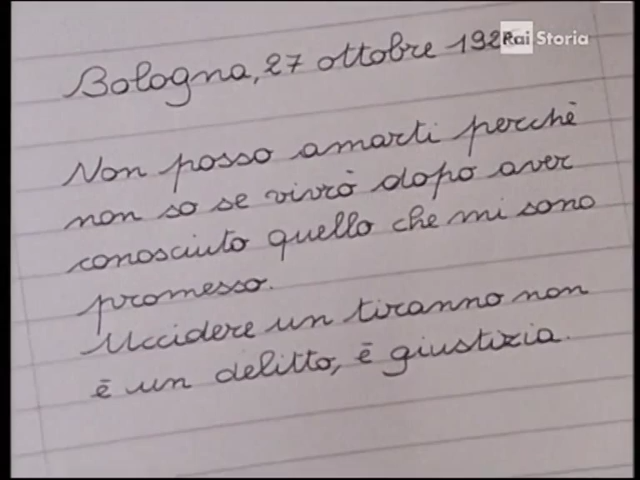 Rai Storia
Bologna, 27 ottobre 192
Non posso amarti perchè
non so se vivrò dopo aver
conosciuto quello che mi sono
promesso.
Uccidere un tiranno non
è un delitto, è giustizia.